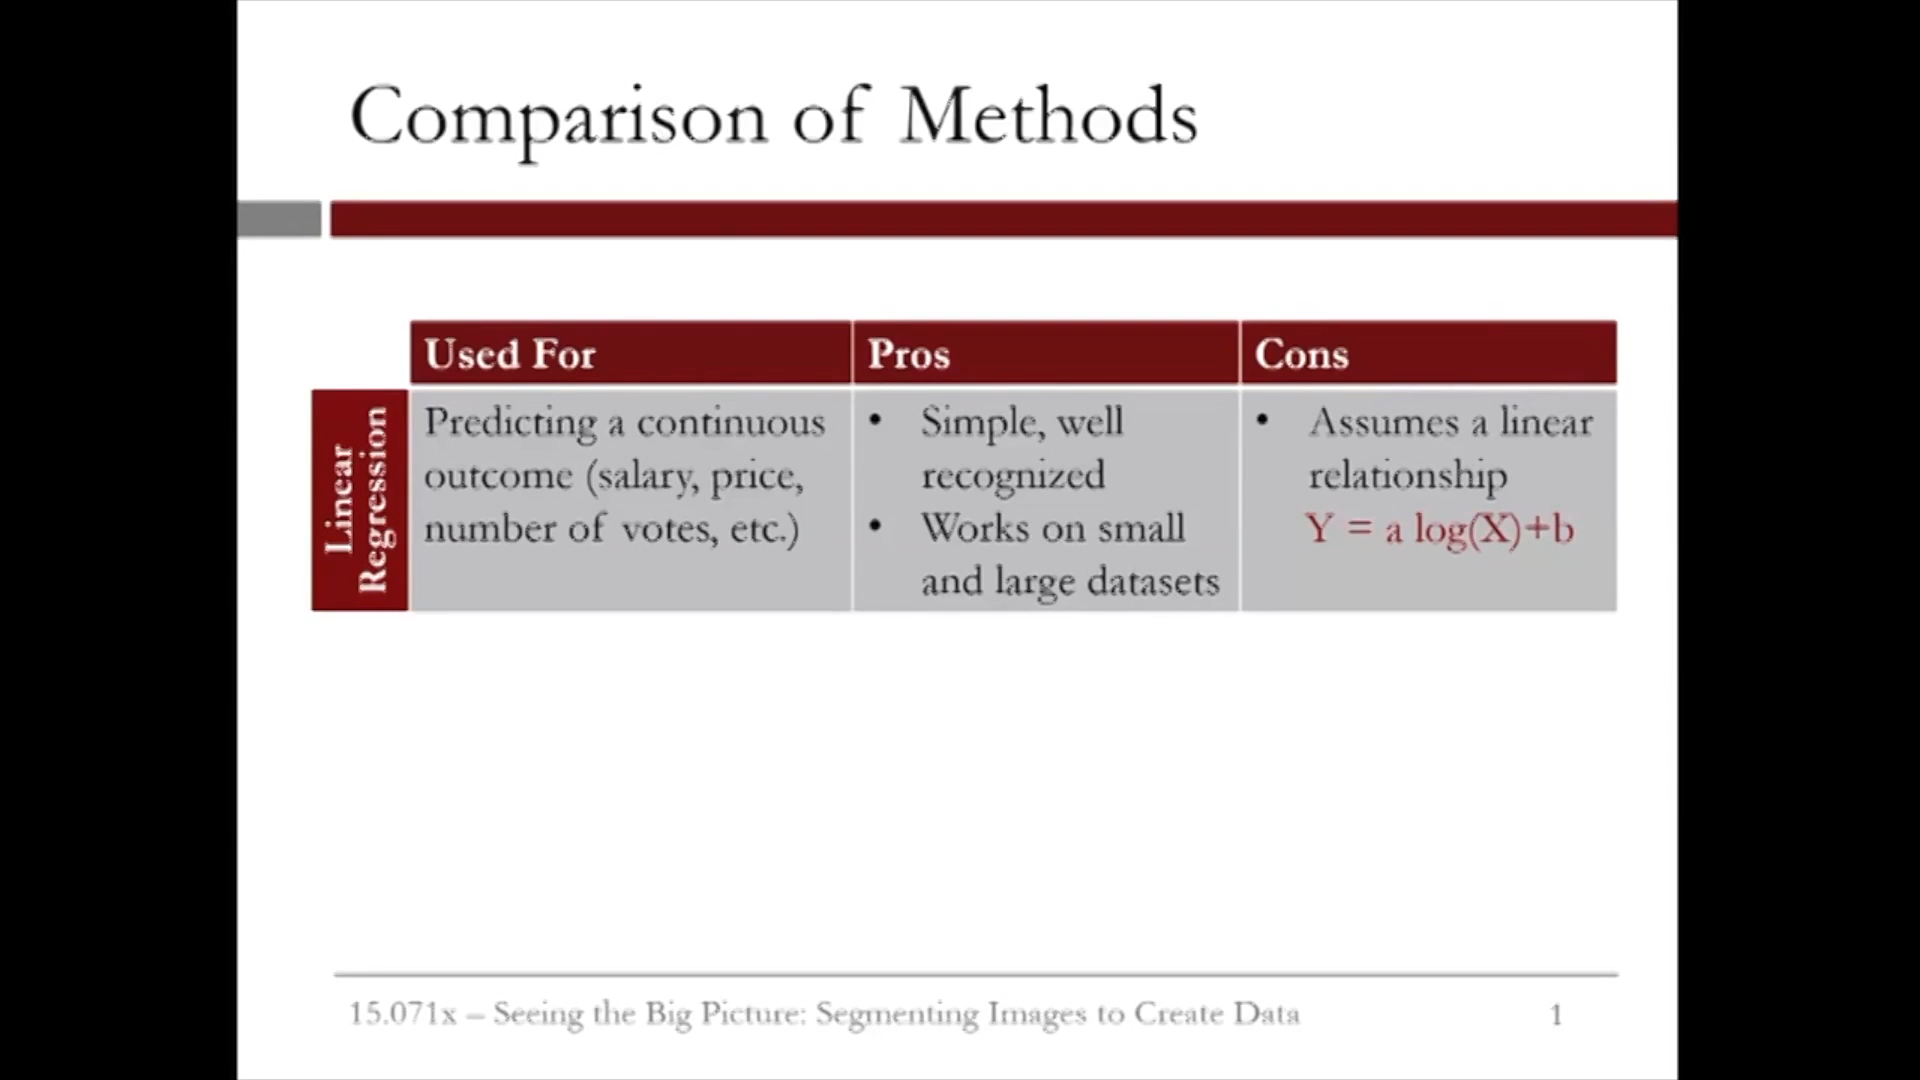 Comparison of Methods
Used For
Pros
Cons
Linear
Regression
Predicting a continuous
outcome (salary, price,
number of votes, etc.)
• Simple, well
recognized
• Works on small
and large datasets
• Assumes a linear
relationship
Y = a log(X)+b
15.071x – Seeing the Big Picture: Segmenting Images to Create Data
1